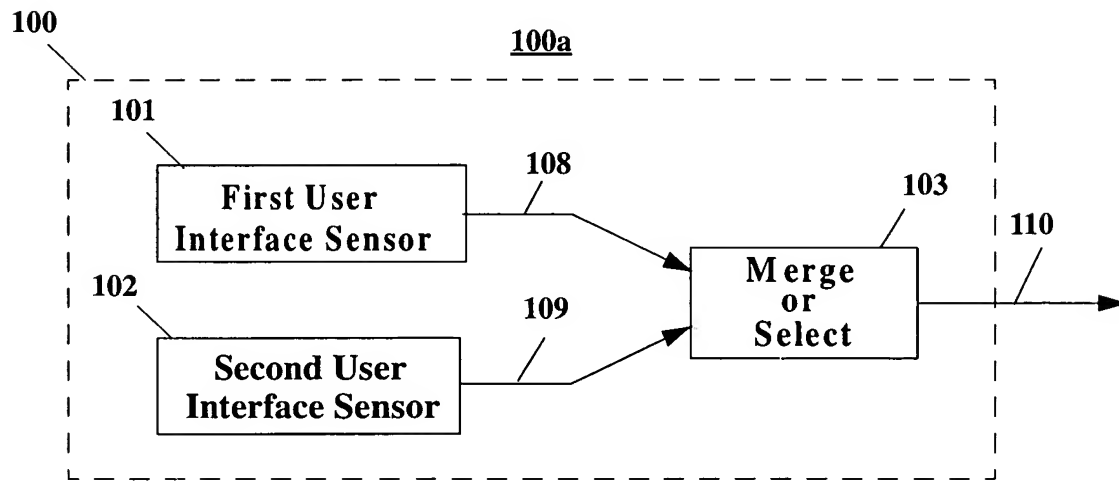 100
100a
101
First User
Interface Sensor
108
103
Merge
or
Select
110
102
Second User
Interface Sensor
109